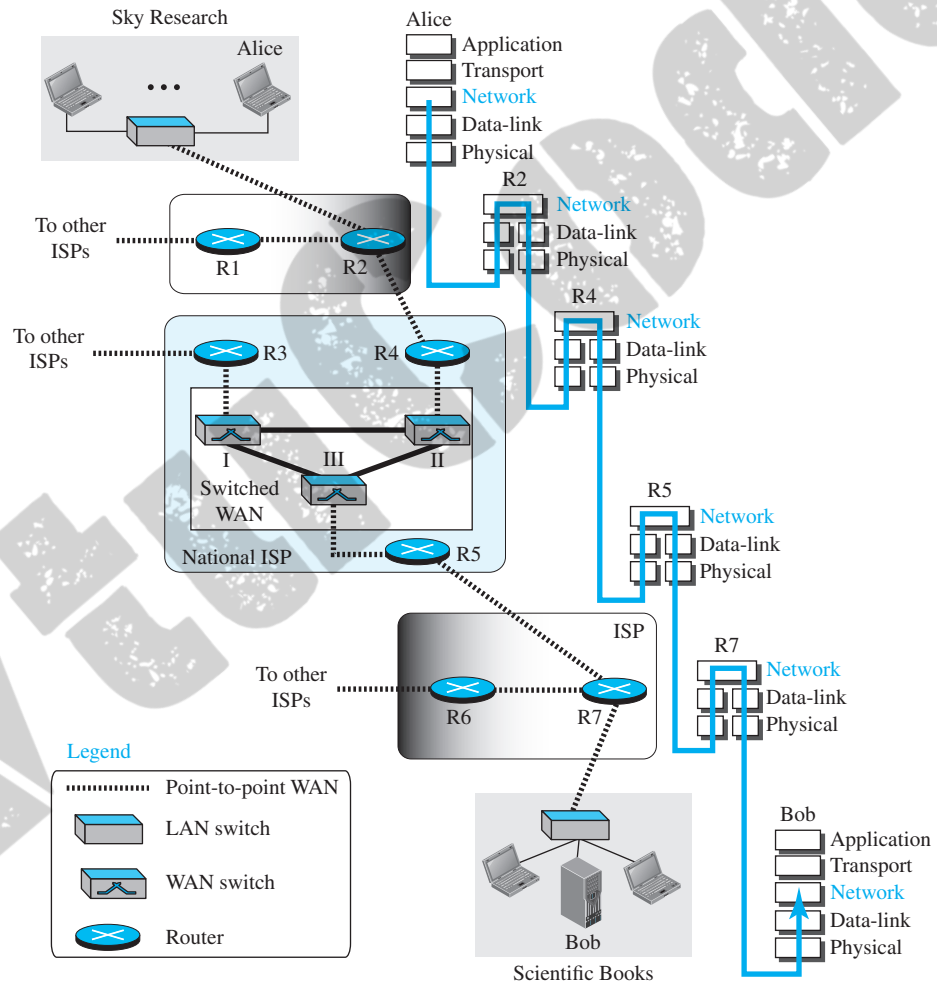 Sky Research
Alice
Alice
Application
Transport
Network
Data-link
Physical
R2
Network
Data-link
Physical
To other
ISPs
R1
R2
R4
Network
Data-link
Physical
To other
ISPs
R3
R4
I
II
III
Switched
WAN
National ISP
R5
R5
Network
Data-link
Physical
ISP
To other
ISPs
R6
R7
R7
Network
Data-link
Physical
Legend
Point-to-point WAN
LAN switch
WAN switch
Router
Bob
Scientific Books
Bob
Application
Transport
Network
Data-link
Physical